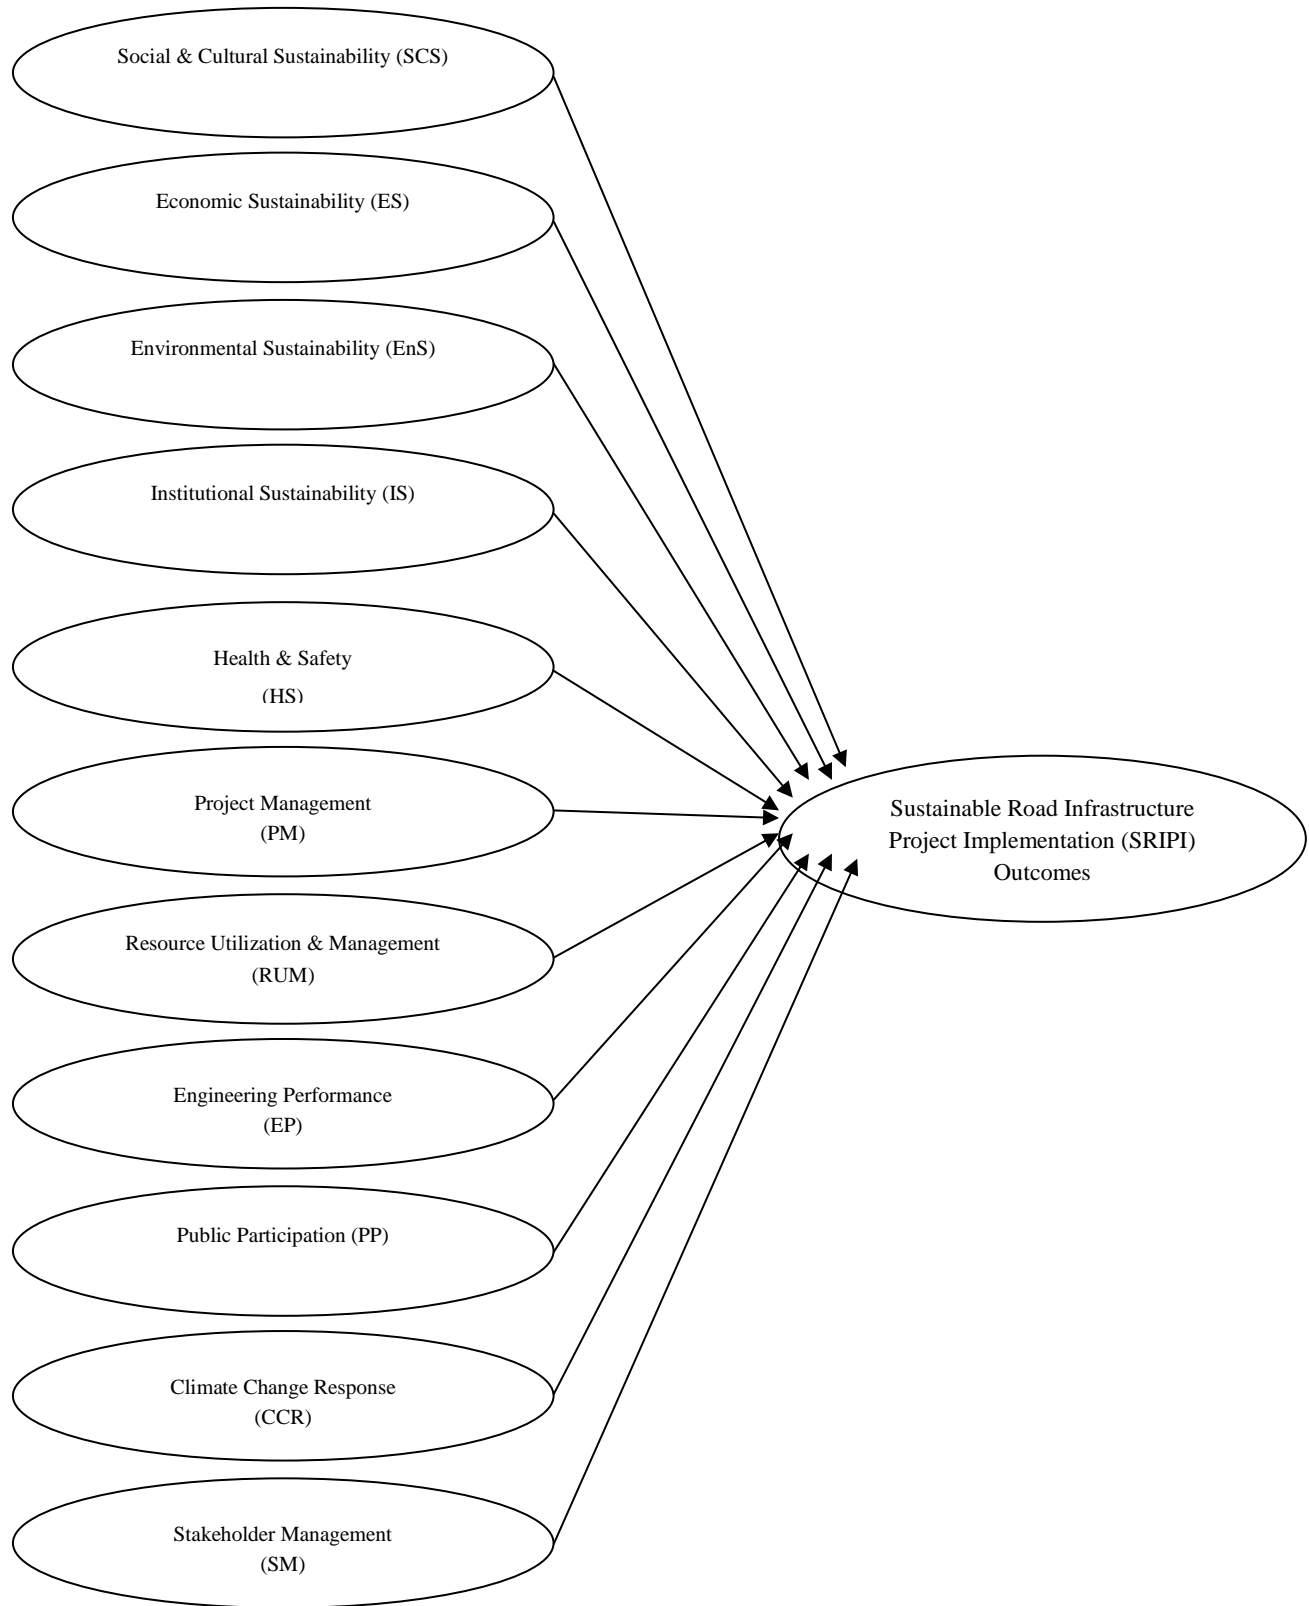 Social & Cultural Sustainability (SCS)
Economic Sustainability (ES)
Environmental Sustainability (EnS)
Institutional Sustainability (IS)
Health & Safety
(HS)
Project Management
(PM)
Resource Utilization & Management
(RUM)
Engineering Performance
(EP)
Public Participation (PP)
Climate Change Response
(CCR)
Stakeholder Management
(SM)
Sustainable Road Infrastructure
Project Implementation (SRIPI)
Outcomes